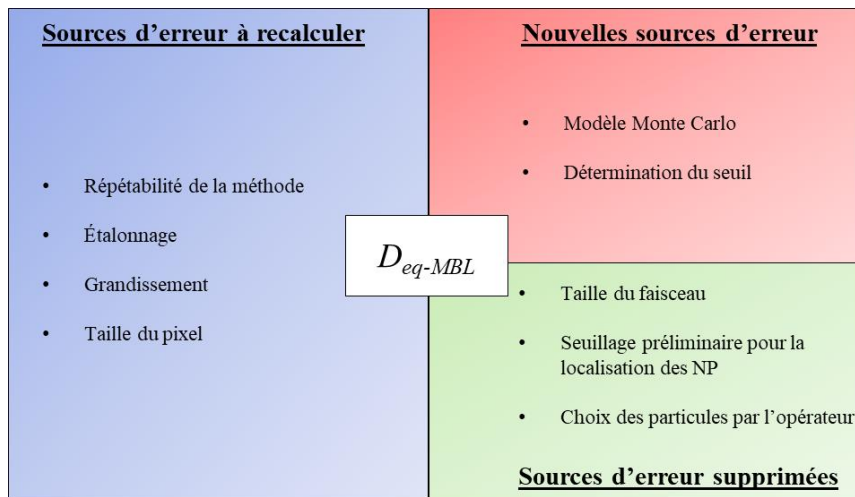 Sources d'erreur à recalculer
• Répétabilité de la méthode
• Étalonnage
• Grandissement
• Taille du pixel
Nouvelles sources d'erreur
• Modèle Monte Carlo
• Détermination du seuil
D_eq-MBL
• Taille du faisceau
• Seuillage préliminaire pour la
localisation des NP
• Choix des particules par l'opérateur
Sources d'erreur supprimées